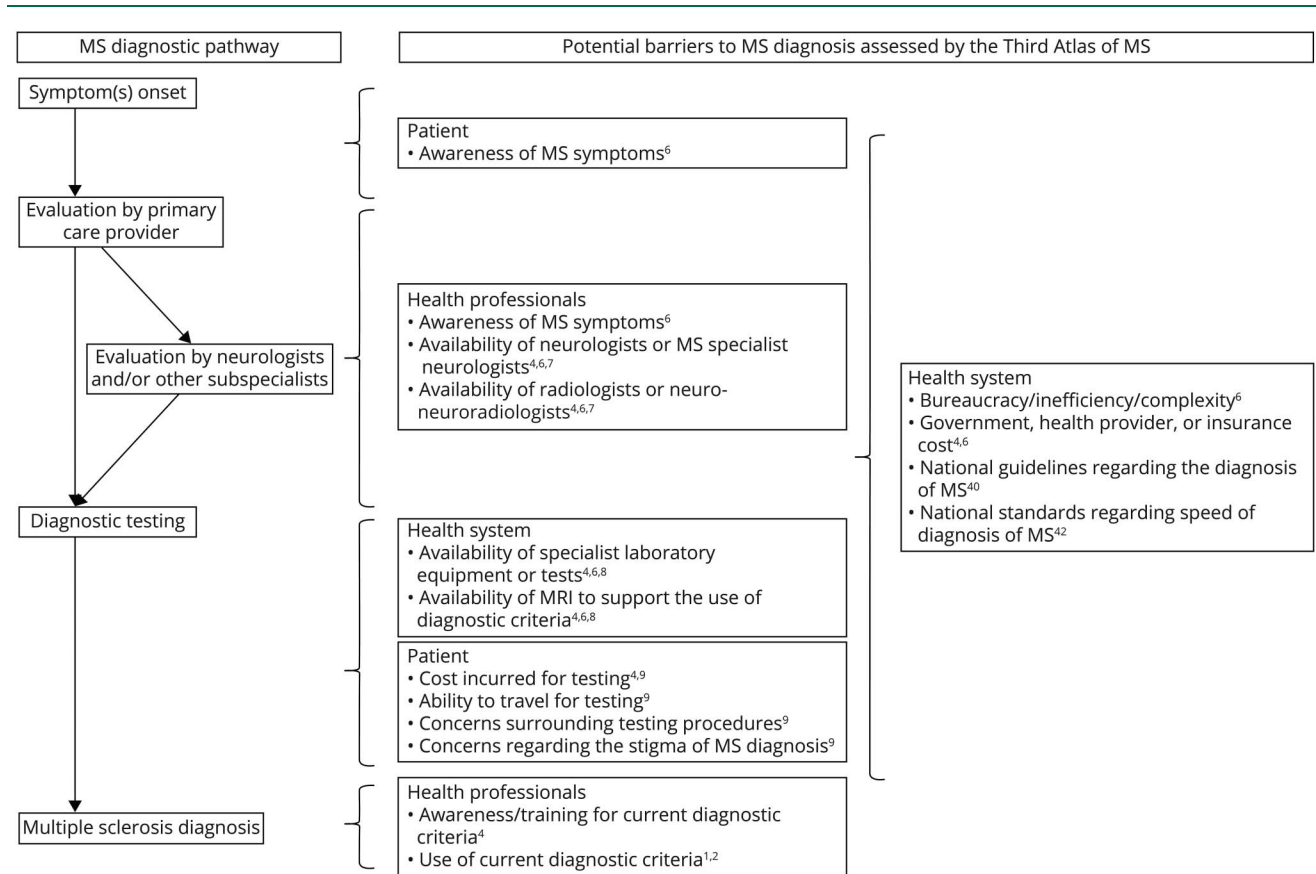 MS diagnostic pathway
Potential barriers to MS diagnosis assessed by the Third Atlas of MS
Symptom(s) onset
Evaluation by primary
care provider
Evaluation by neurologists
and/or other subspecialists
Diagnostic testing
Multiple sclerosis diagnosis
Patient
• Awareness of MS symptoms⁶
Health professionals
• Awareness of MS symptoms⁶
• Availability of neurologists or MS specialist
neurologists⁴,⁶,⁷
• Availability of radiologists or neuro-
neuroradiologists⁴,⁶,⁷
Health system
• Availability of specialist laboratory
equipment or tests⁴,⁶,⁸
• Availability of MRI to support the use of
diagnostic criteria⁴,⁶,⁸
Patient
• Cost incurred for testing⁴,⁹
• Ability to travel for testing⁹
• Concerns surrounding testing procedures⁹
• Concerns regarding the stigma of MS diagnosis⁹
Health professionals
• Awareness/training for current diagnostic
criteria⁴
• Use of current diagnostic criteria¹,²
Health system
• Bureaucracy/inefficiency/complexity⁶
• Government, health provider, or insurance
cost⁴,⁶
• National guidelines regarding the diagnosis
of MS⁴⁰
• National standards regarding speed of
diagnosis of MS⁴²